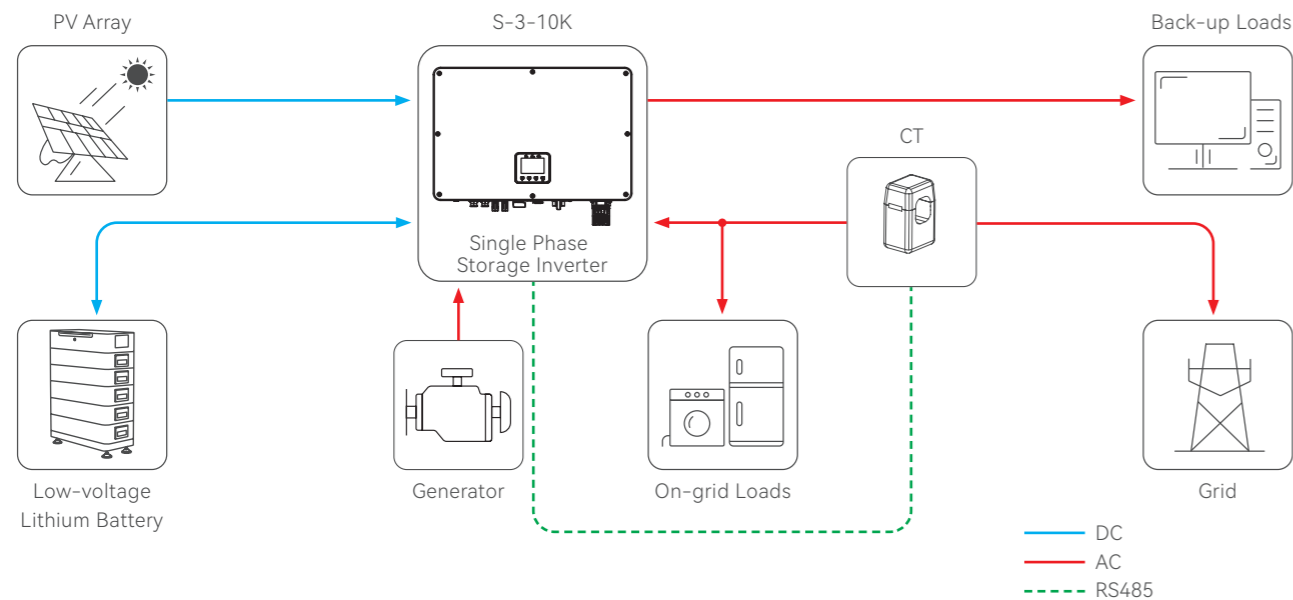 PV Array
S-3-10K
Back-up Loads
CT
Single Phase
Storage Inverter
Low-voltage
Lithium Battery
Generator
On-grid Loads
Grid
DC
AC
RS485